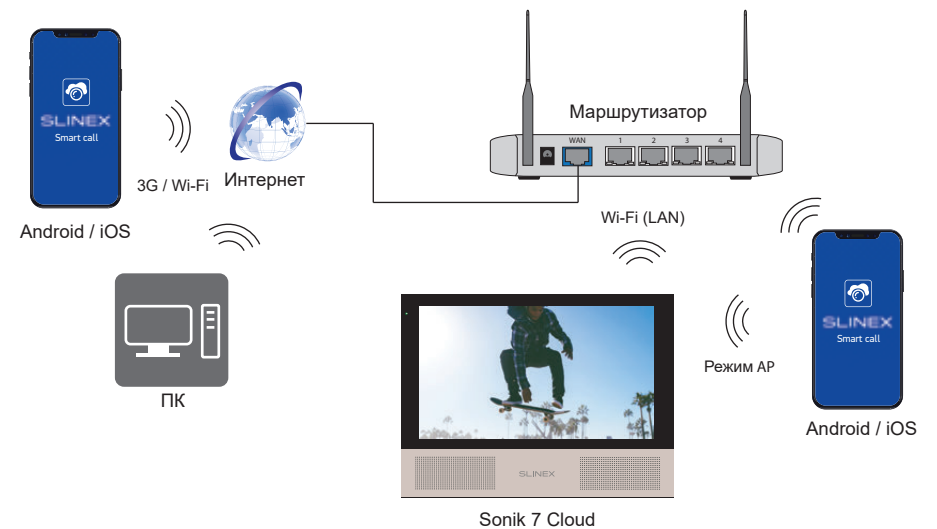 SLINEX
Smart call
3G / Wi-Fi
Android / iOS
Интернет
Маршрутизатор
WAN
1
2
3
4
Wi-Fi (LAN)
ПК
SLINEX
Sonik 7 Cloud
Режим AP
SLINEX
Smart call
Android / iOS